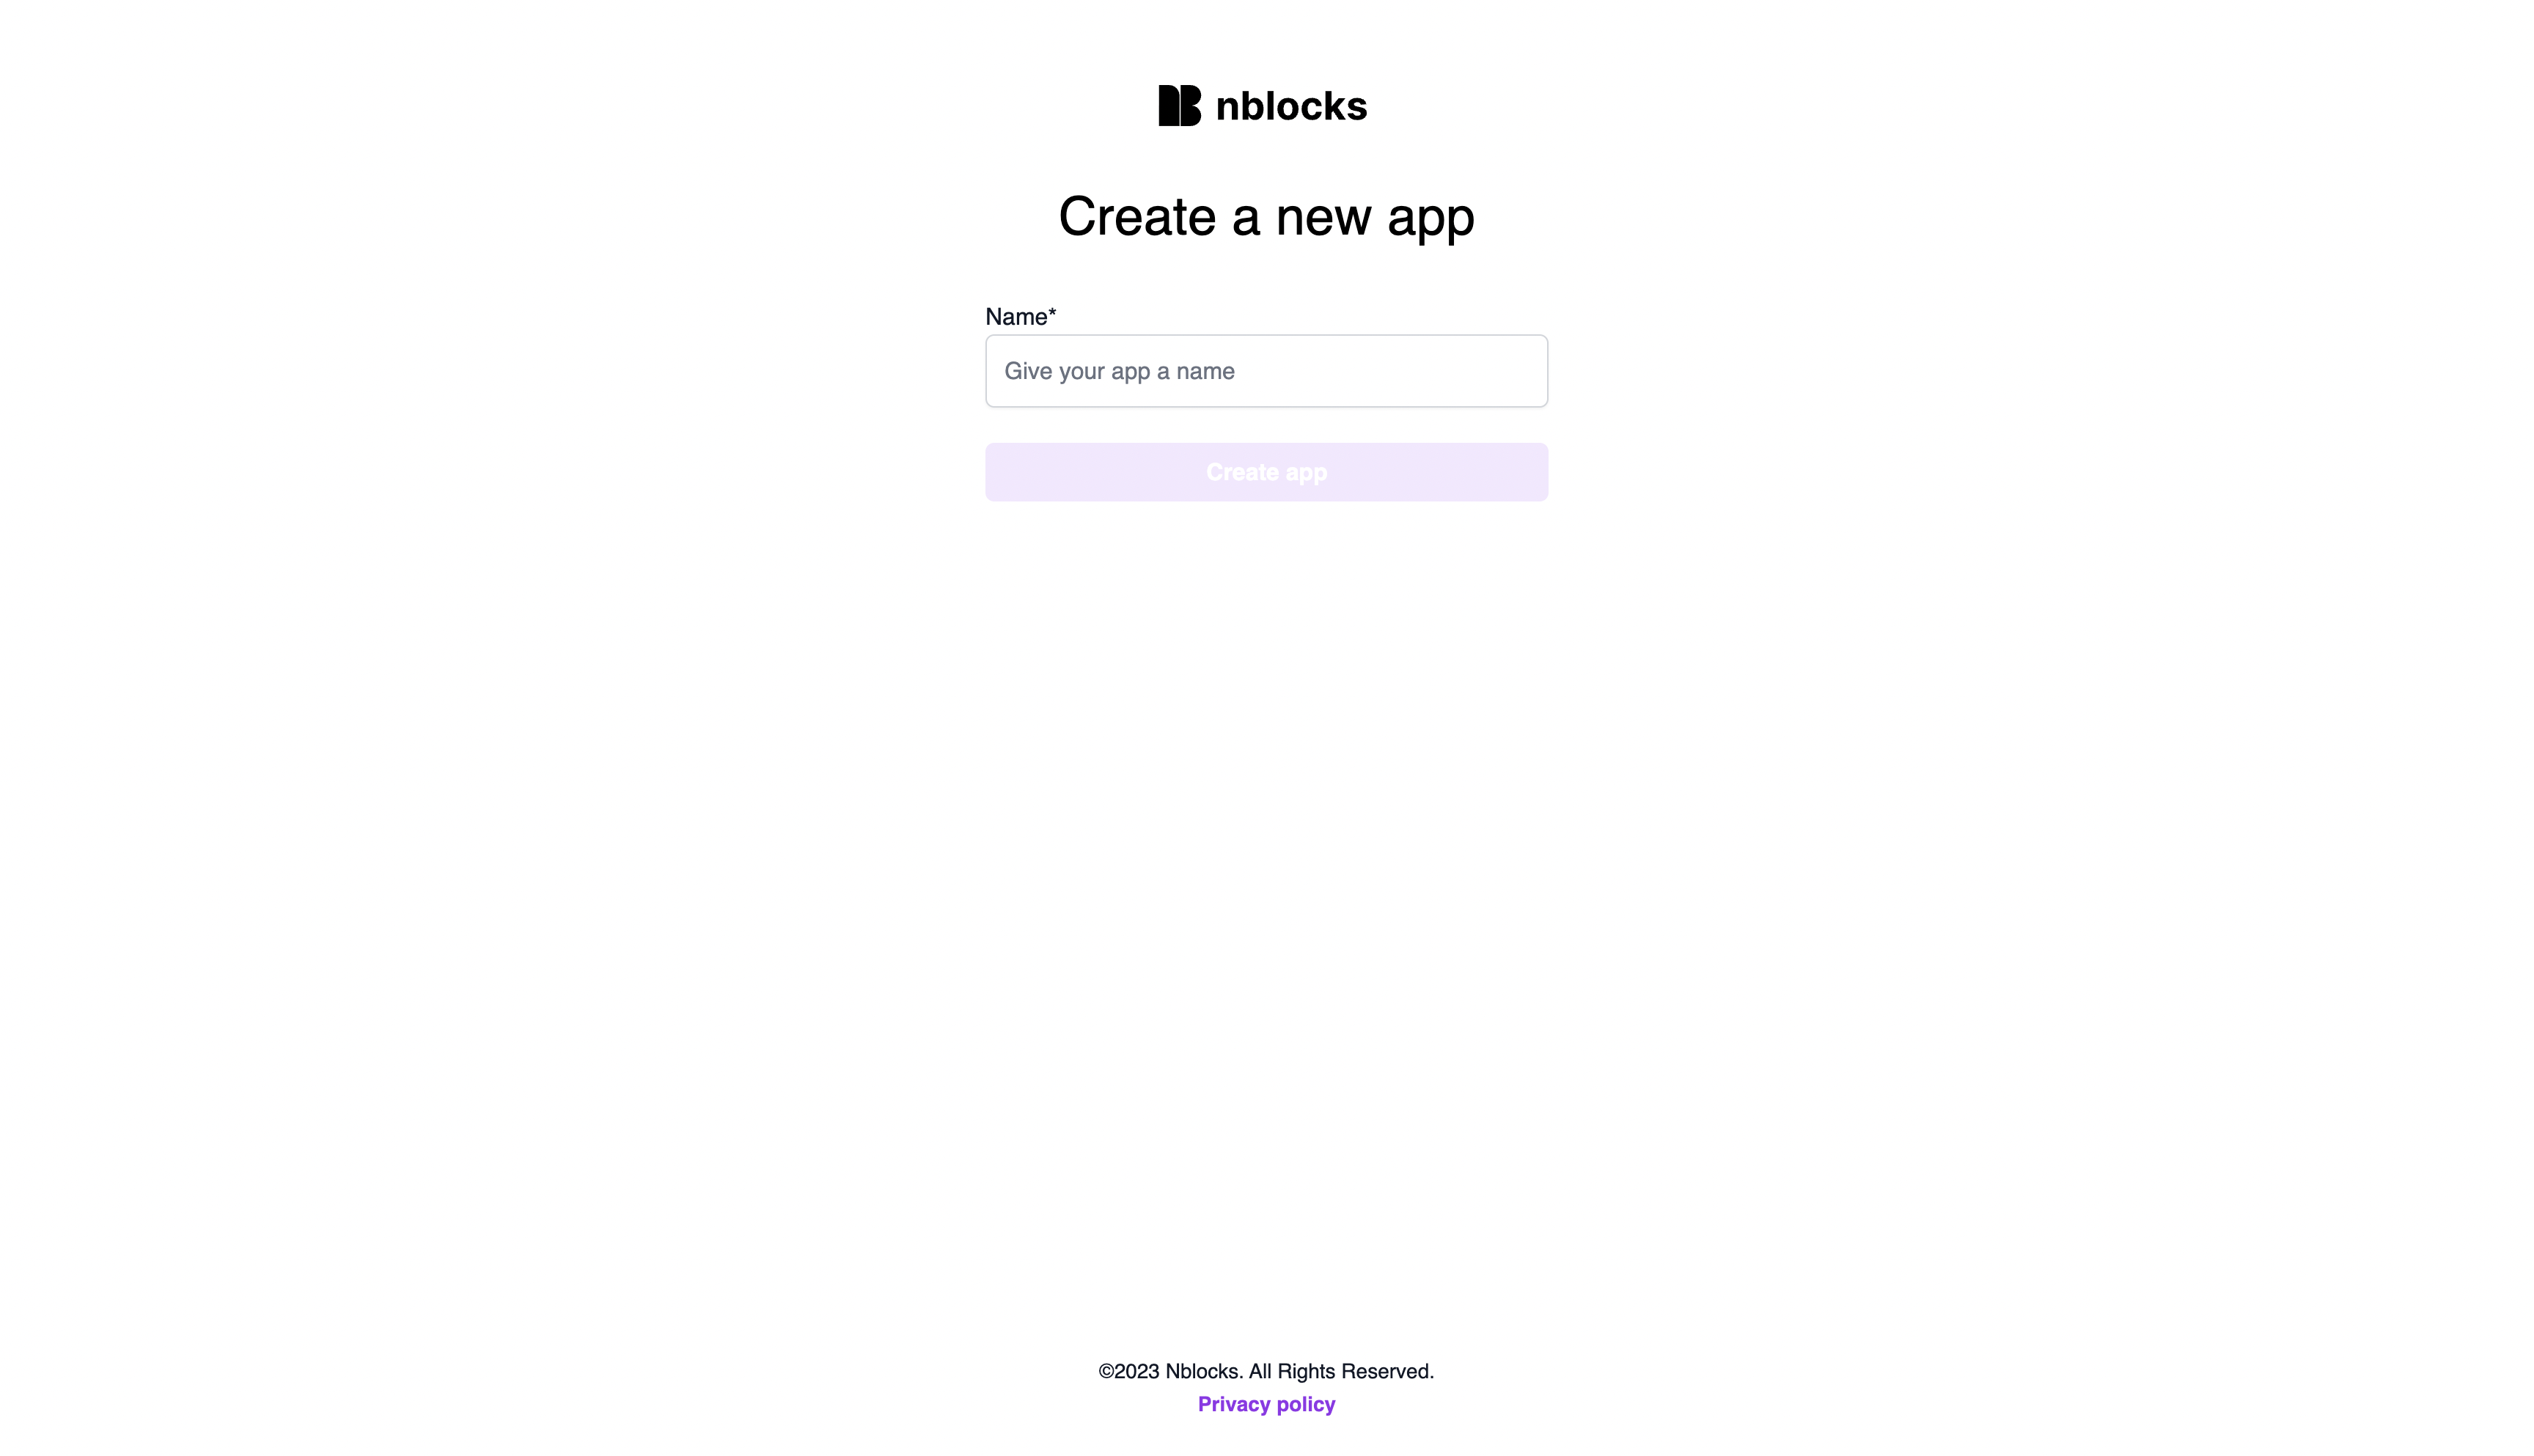 nblocks
Create a new app
Name*
Give your app a name
Create app
©2023 Nblocks. All Rights Reserved.
Privacy policy